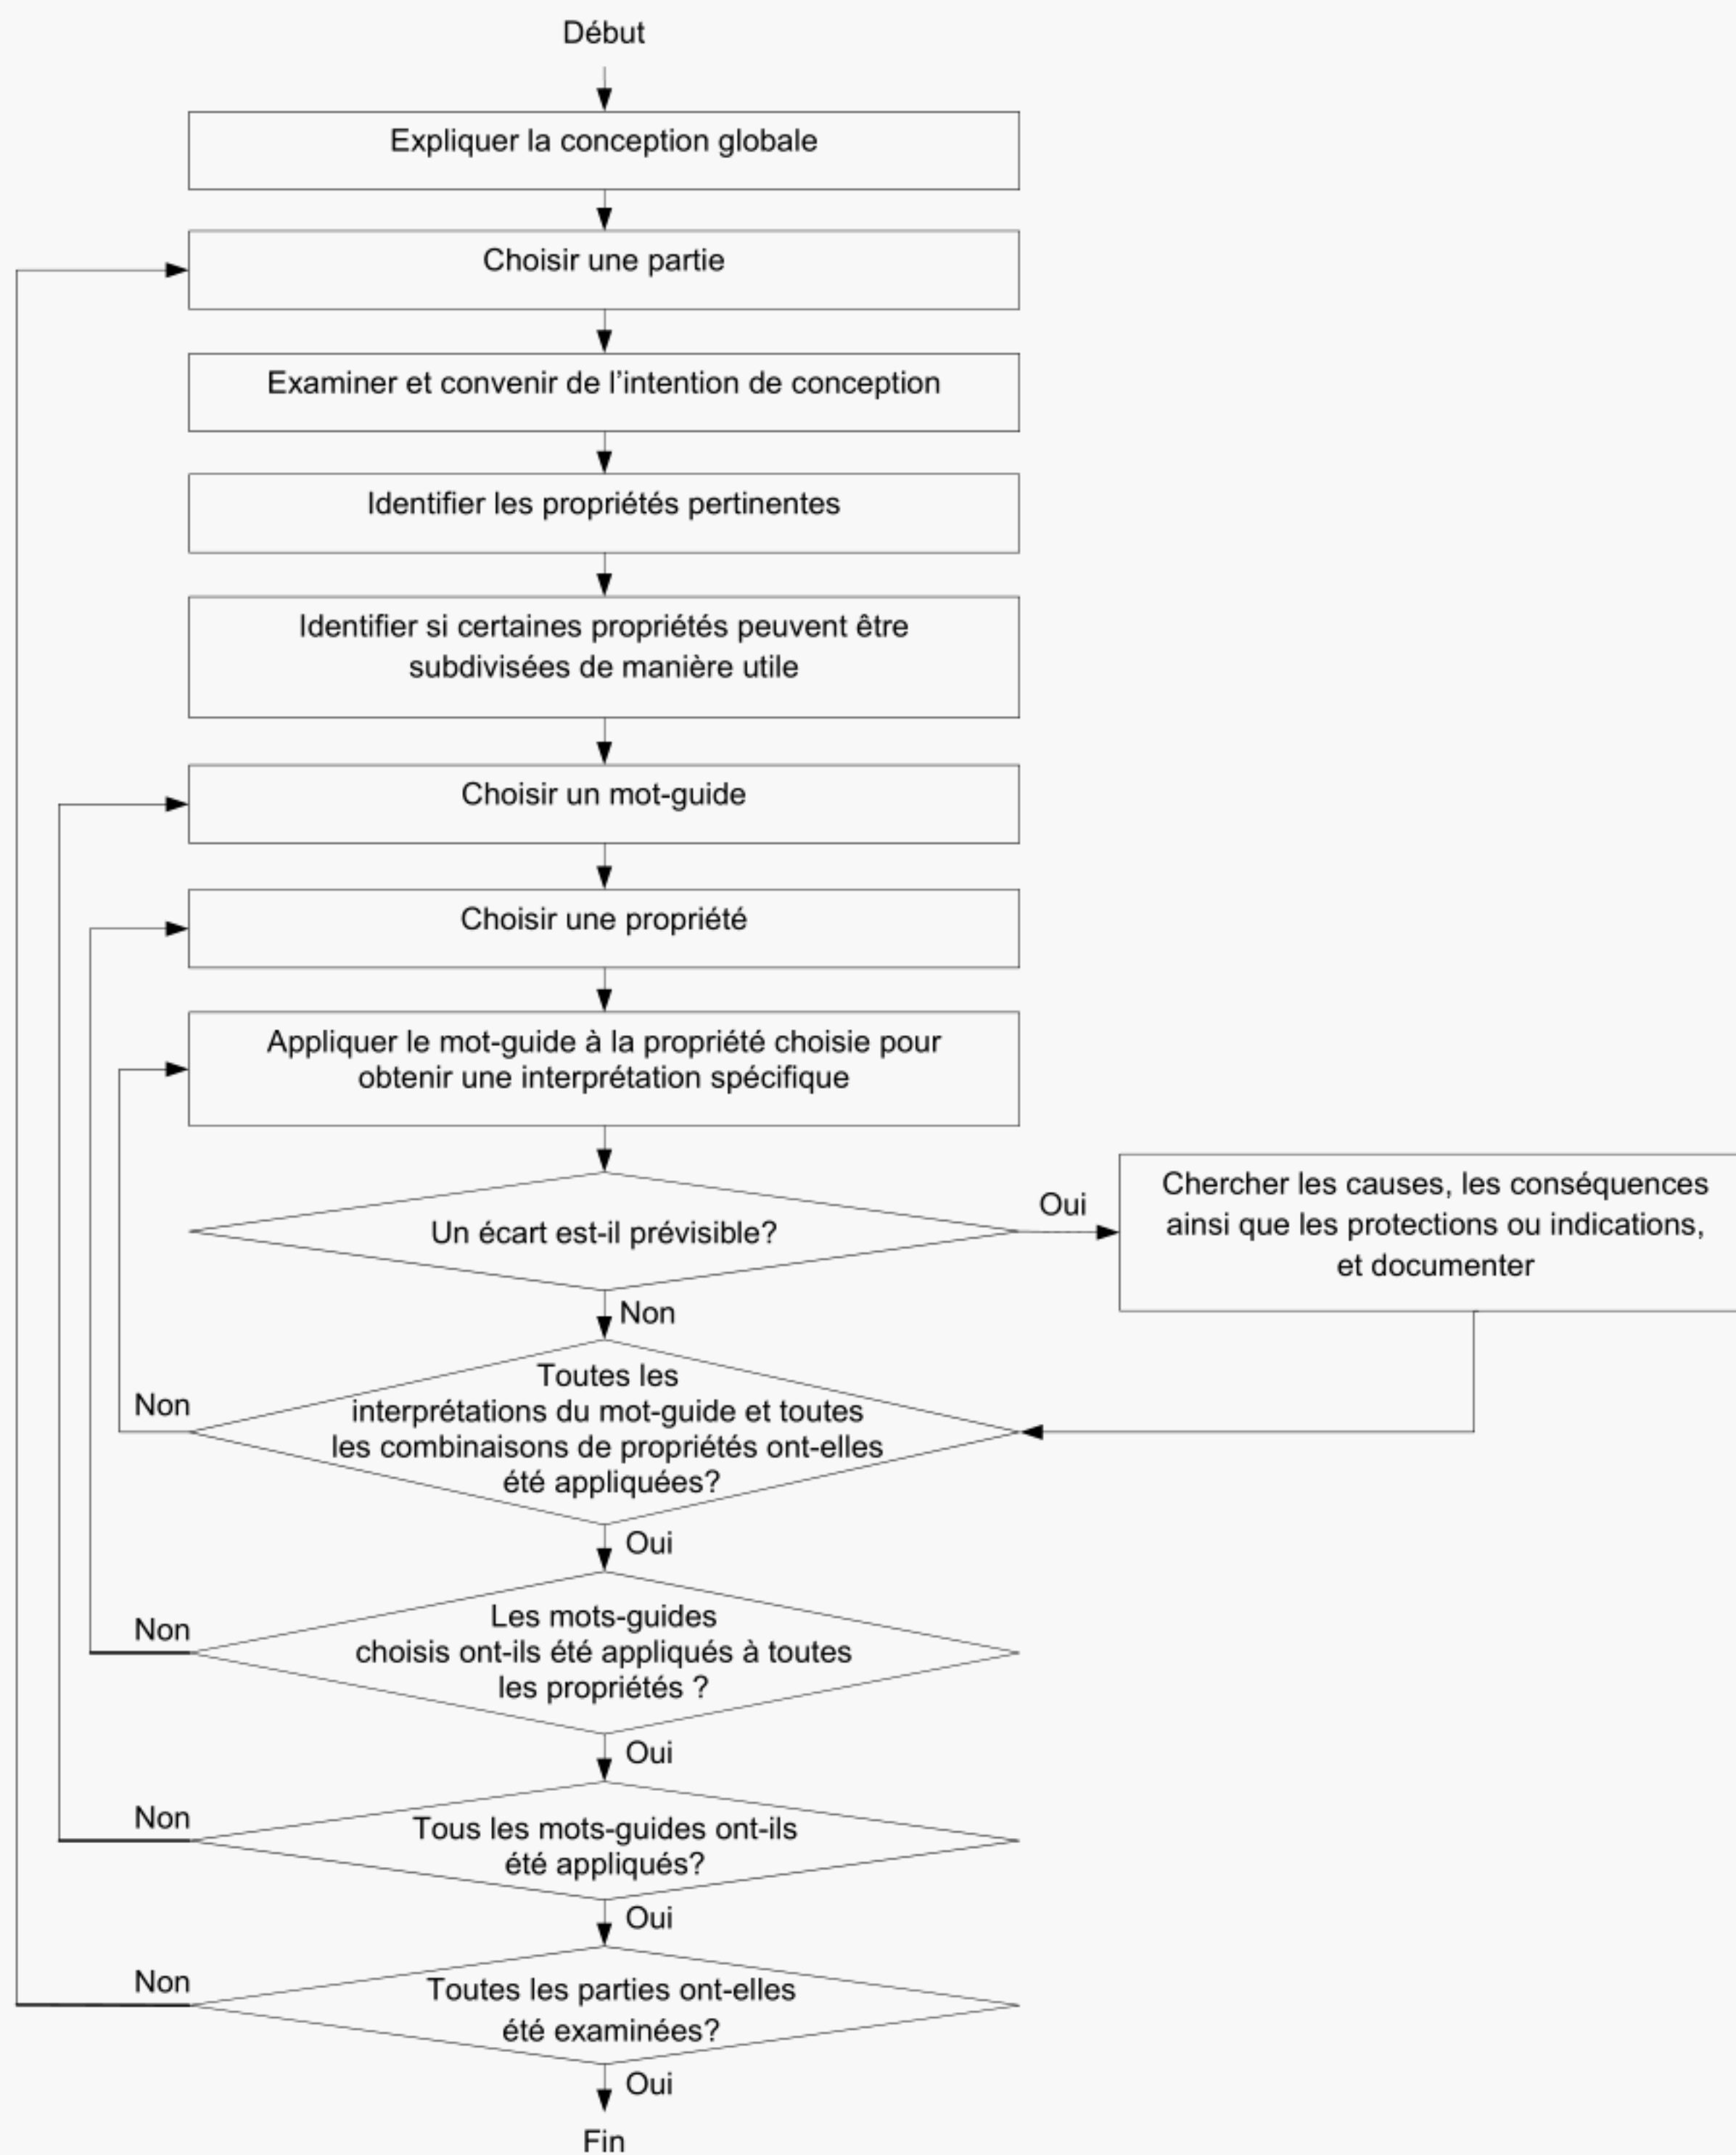 Début
Expliquer la conception globale
Choisir une partie
Examiner et convenir de l’intention de conception
Identifier les propriétés pertinentes
Identifier si certaines propriétés peuvent être
subdivisées de manière utile
Choisir un mot-guide
Choisir une propriété
Appliquer le mot-guide à la propriété choisie pour
obtenir une interprétation spécifique
Un écart est-il prévisible?
Oui
Chercher les causes, les conséquences
ainsi que les protections ou indications,
et documenter
Non
Toutes les
interprétations du mot-guide et toutes
les combinaisons de propriétés ont-elles
été appliquées?
Non
Oui
Les mots-guides
choisis ont-ils été appliqués à toutes
les propriétés ?
Non
Oui
Tous les mots-guides ont-ils
été appliqués?
Non
Oui
Toutes les parties ont-elles
été examinées?
Non
Oui
Fin